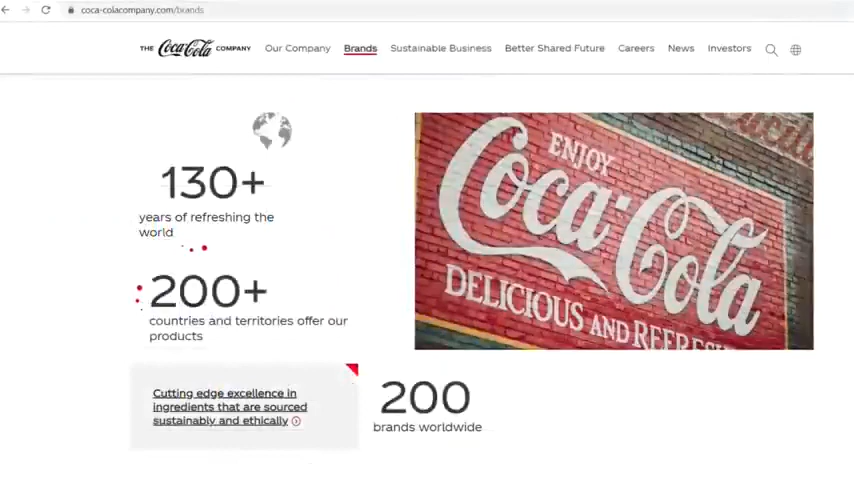 coca-colacompany.com/brands
THE Coca-Cola COMPANY Our Company Brands Sustainable Business Better Shared Future Careers News Investors
130+
years of refreshing the
world
200+
countries and territories offer our
products
Cutting edge excellence in
ingredients that are sourced
sustainably and ethically
200
brands worldwide
ENJOY
Coca-Cola
DELICIOUS AND